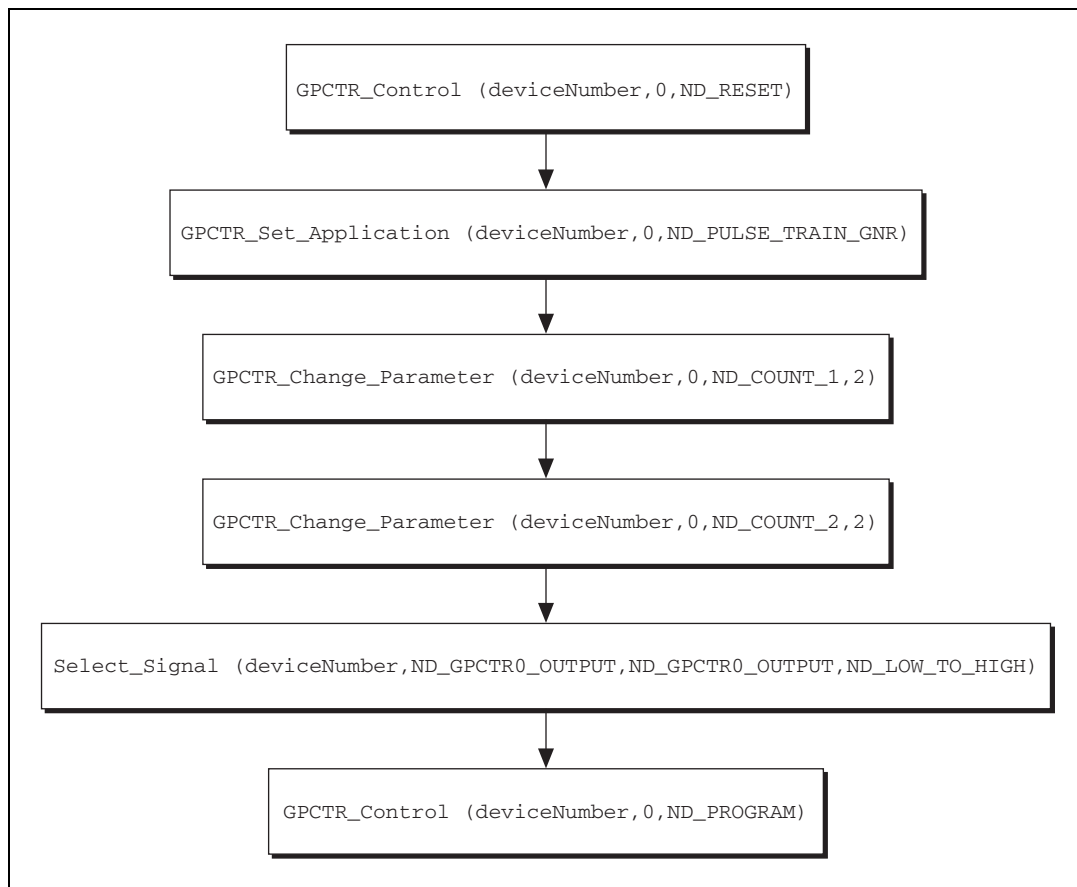 GPCTR_Control (deviceNumber,0,ND_RESET)
GPCTR_Set_Application (deviceNumber,0,ND_PULSE_TRAIN_GNR)
GPCTR_Change_Parameter (deviceNumber,0,ND_COUNT_1,2)
GPCTR_Change_Parameter (deviceNumber,0,ND_COUNT_2,2)
Select_Signal (deviceNumber,ND_GPCTR0_OUTPUT,ND_GPCTR0_OUTPUT,ND_LOW_TO_HIGH)
GPCTR_Control (deviceNumber,0,ND_PROGRAM)